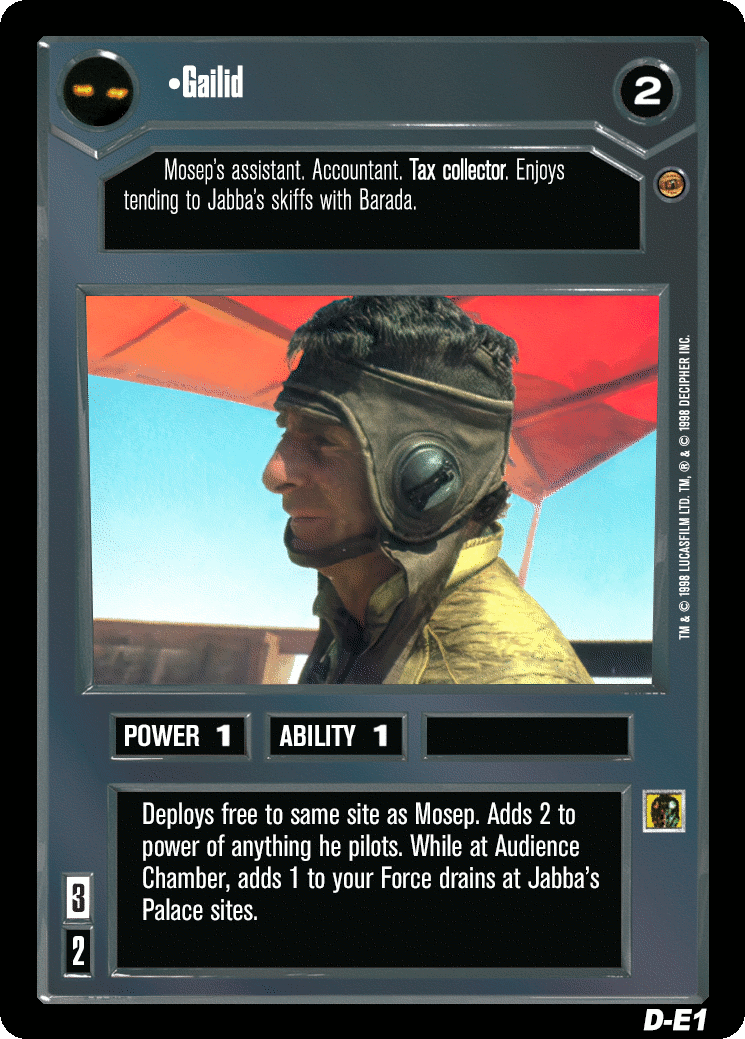 •Gailid
2
Mosep's assistant. Accountant. Tax collector. Enjoys
tending to Jabba's skiffs with Barada.
TM & © 1998 LUCASFILM LTD. TM, ® & © 1998 DECIPHER INC.
POWER 1
ABILITY 1
Deploys free to same site as Mosep. Adds 2 to
power of anything he pilots. While at Audience
Chamber, adds 1 to your Force drains at Jabba's
Palace sites.
3
2
D-E1